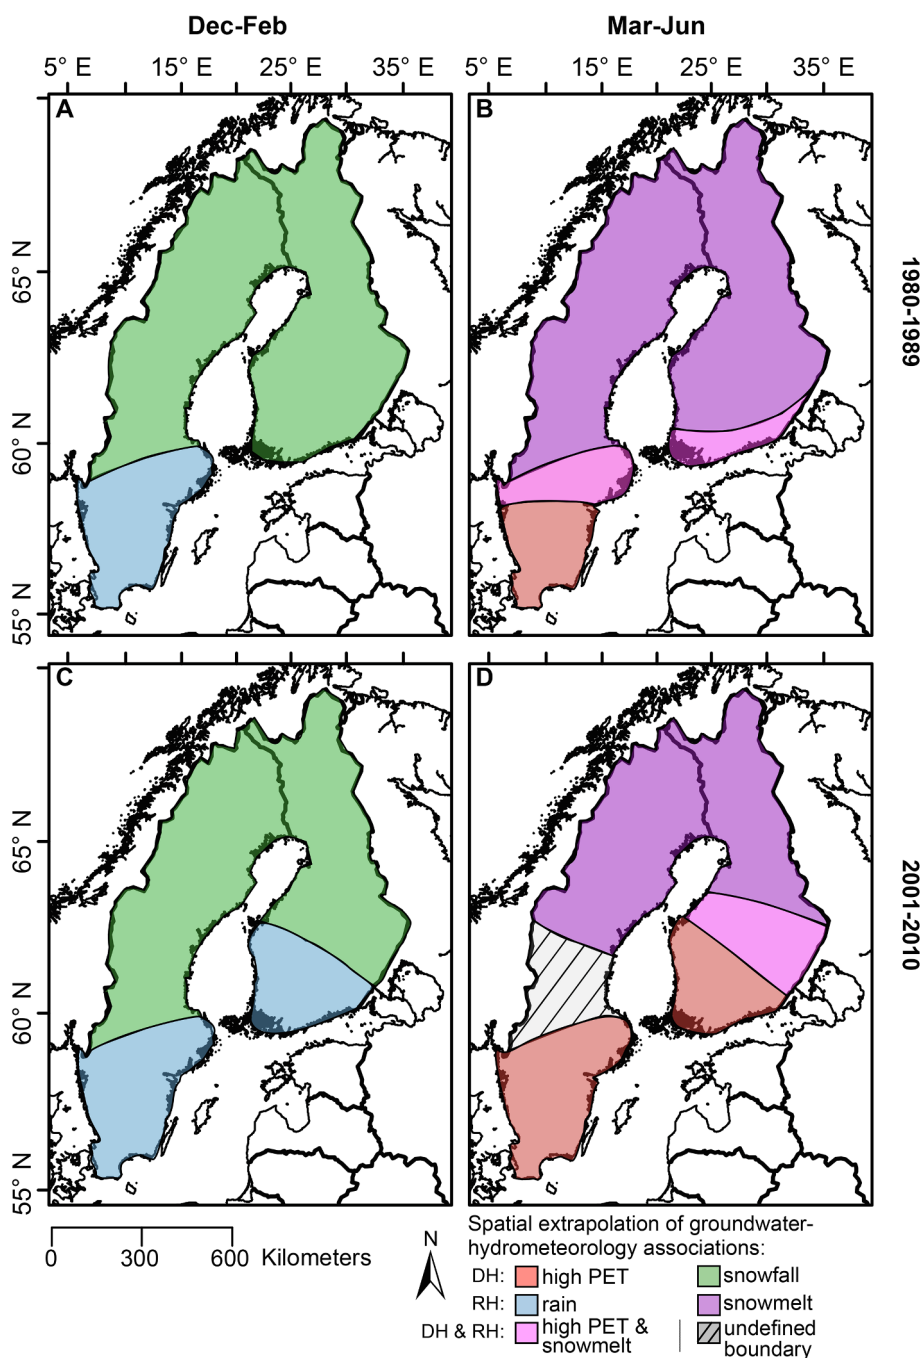 Dec-Feb Mar-Jun
5° E 15° E 25° E 35° E 5° E 15° E 25° E 35° E
A B
65° N
60° N
55° N
1980-1989
C D
65° N
60° N
55° N
2001-2010
0 300 600 Kilometers
N
Spatial extrapolation of groundwater-
hydrometeorology associations:
DH: high PET snowfall
RH: rain snowmelt
DH & RH: high PET &
snowmelt
undefined
boundary